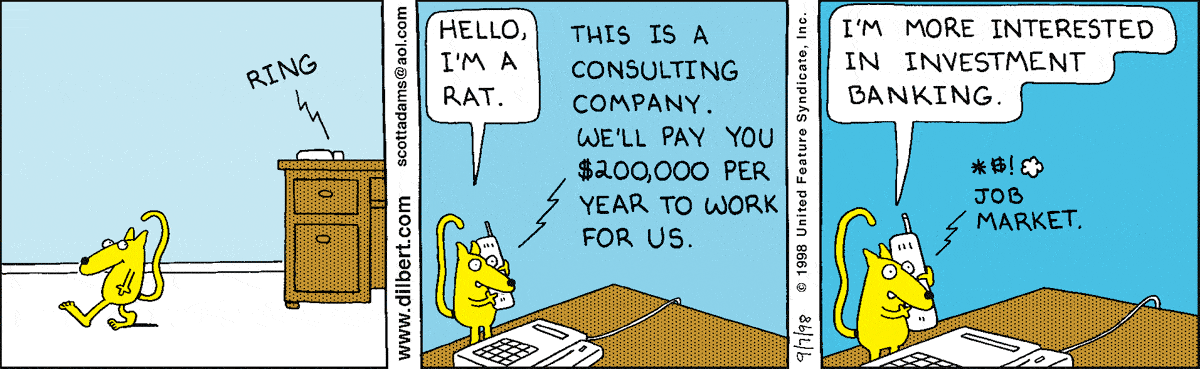 RING
www.dilbert.com
scottadams@aol.com
HELLO,
I'M A
RAT.
THIS IS A
CONSULTING
COMPANY.
WE'LL PAY YOU
$200,000 PER
YEAR TO WORK
FOR US.
9/7/98 © 1998 United Feature Syndicate, Inc.
I'M MORE INTERESTED
IN INVESTMENT
BANKING.
*$!
JOB
MARKET.